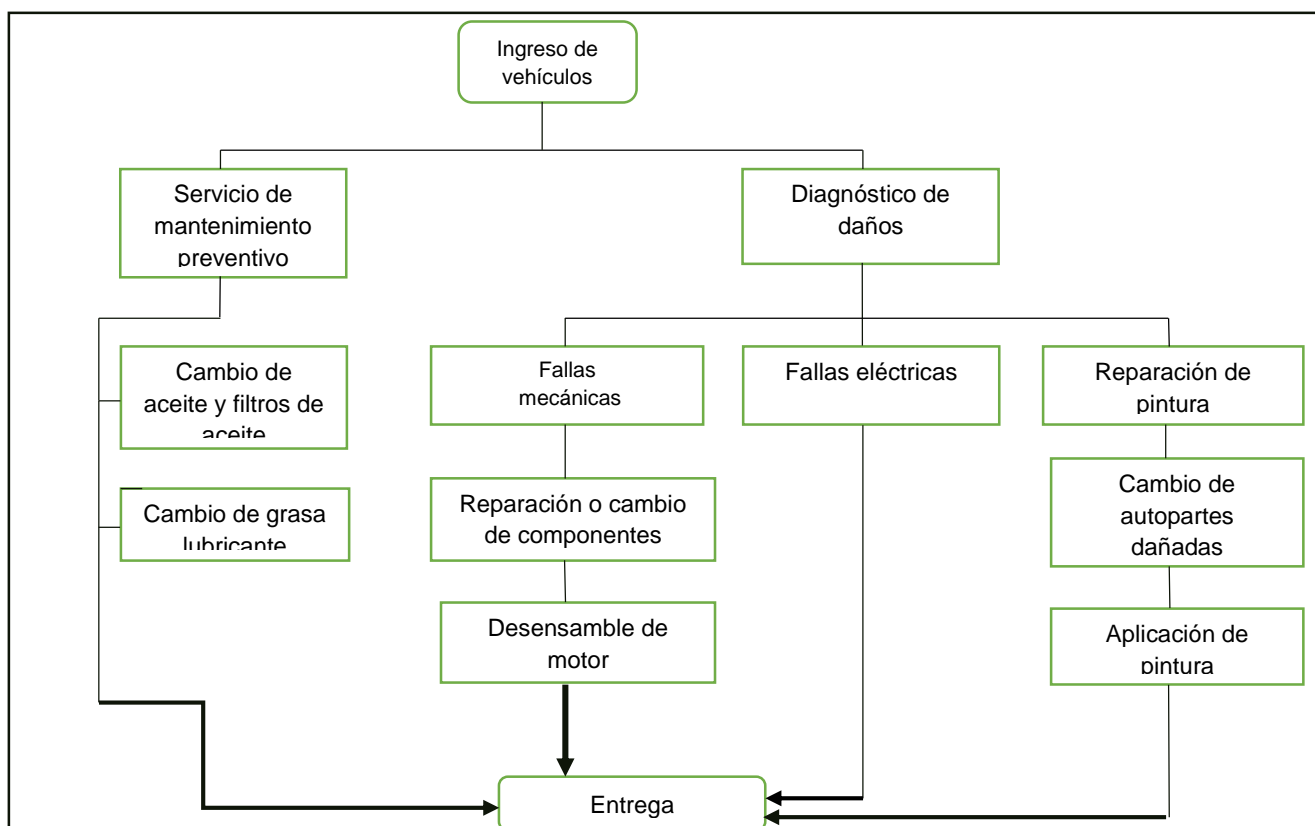 Ingreso de
vehículos
Servicio de
mantenimiento
preventivo
Diagnóstico de
daños
Cambio de
aceite y filtros de
aceite
Fallas
mecánicas
Fallas eléctricas
Reparación de
pintura
Cambio de grasa
lubricante
Reparación o cambio
de componentes
Cambio de
autopartes
dañadas
Desensamble de
motor
Aplicación de
pintura
Entrega